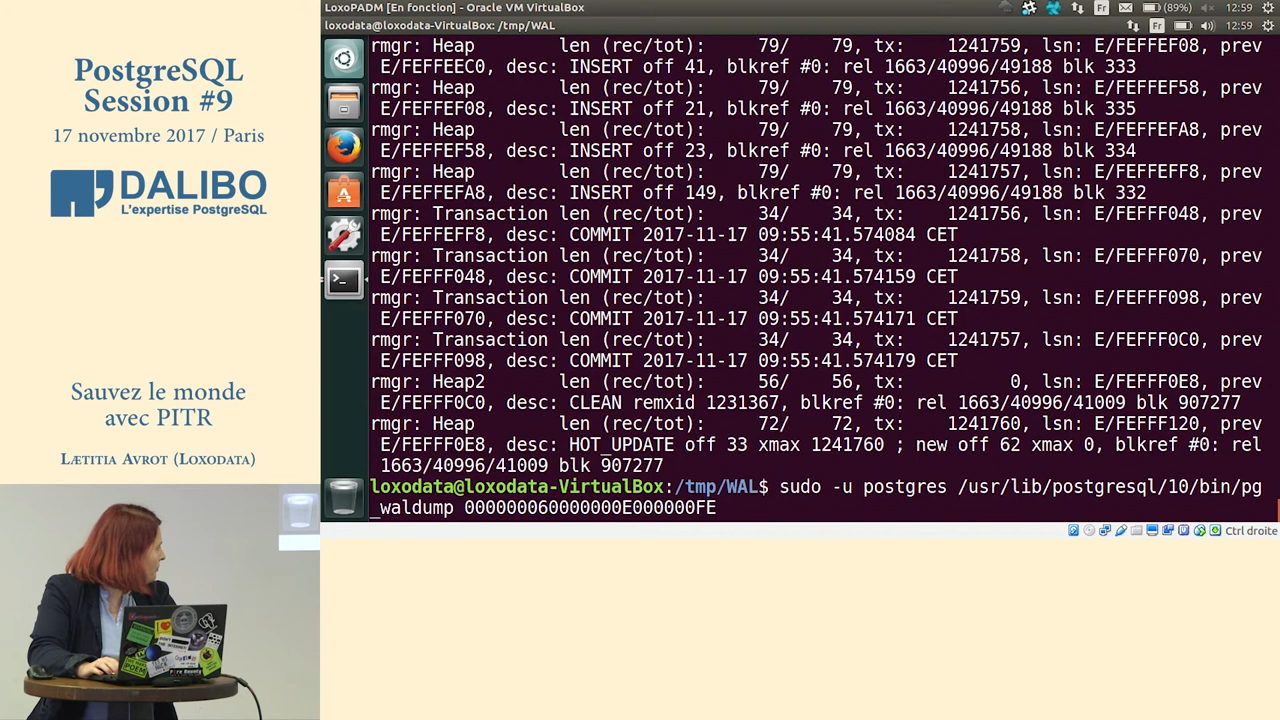 PostgreSQL
Session #9
17 novembre 2017 / Paris
DALIBO
L'expertise PostgreSQL
Sauvez le monde
avec PITR
Lætitia Avrot (Loxodata)
LoxoPADM [En fonction] - Oracle VM VirtualBox
Fr
(89%)
12:59
loxodata@loxodata-VirtualBox: /tmp/WAL
Fr
12:59
rmgr: Heap        len (rec/tot):     79/    79, tx:    1241759, lsn: E/FEFFEF08, prev
E/FEFFEEC0, desc: INSERT off 41, blkref #0: rel 1663/40996/49188 blk 333
rmgr: Heap        len (rec/tot):     79/    79, tx:    1241756, lsn: E/FEFFEF58, prev
E/FEFFEF08, desc: INSERT off 21, blkref #0: rel 1663/40996/49188 blk 335
rmgr: Heap        len (rec/tot):     79/    79, tx:    1241758, lsn: E/FEFFEFA8, prev
E/FEFFEF58, desc: INSERT off 23, blkref #0: rel 1663/40996/49188 blk 334
rmgr: Heap        len (rec/tot):     79/    79, tx:    1241757, lsn: E/FEFFEFF8, prev
E/FEFFEFA8, desc: INSERT off 149, blkref #0: rel 1663/40996/49188 blk 332
rmgr: Transaction len (rec/tot):     34/    34, tx:    1241756, lsn: E/FEFFF048, prev
E/FEFFEFF8, desc: COMMIT 2017-11-17 09:55:41.574084 CET
rmgr: Transaction len (rec/tot):     34/    34, tx:    1241758, lsn: E/FEFFF070, prev
E/FEFFF048, desc: COMMIT 2017-11-17 09:55:41.574159 CET
rmgr: Transaction len (rec/tot):     34/    34, tx:    1241759, lsn: E/FEFFF098, prev
E/FEFFF070, desc: COMMIT 2017-11-17 09:55:41.574171 CET
rmgr: Transaction len (rec/tot):     34/    34, tx:    1241757, lsn: E/FEFFF0C0, prev
E/FEFFF098, desc: COMMIT 2017-11-17 09:55:41.574179 CET
rmgr: Heap2       len (rec/tot):     56/    56, tx:          0, lsn: E/FEFFF0E8, prev
E/FEFFF0C0, desc: CLEAN remxid 1231367, blkref #0: rel 1663/40996/41009 blk 907277
rmgr: Heap        len (rec/tot):     72/    72, tx:    1241760, lsn: E/FEFFF120, prev
E/FEFFF0E8, desc: HOT_UPDATE off 33 xmax 1241760 ; new off 62 xmax 0, blkref #0: rel
1663/40996/41009 blk 907277
loxodata@loxodata-VirtualBox:/tmp/WAL$ sudo -u postgres /usr/lib/postgresql/10/bin/pg
_waldump 000000060000000E000000FE
Ctrl droite